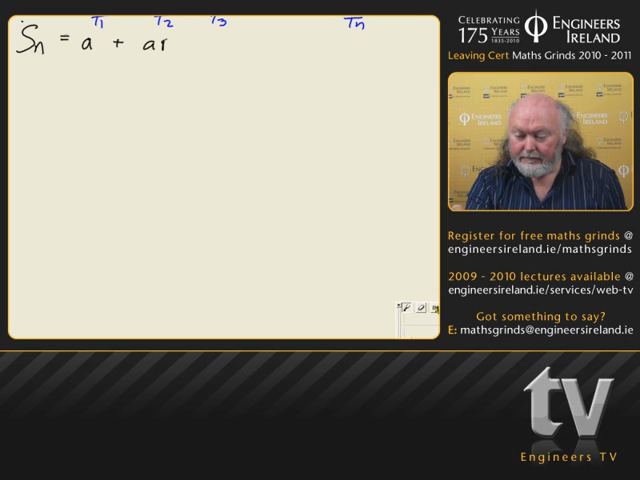 T1 T2 T3 Tn
Sn = a + ar
CELEBRATING
175 YEARS
1835-2010
ENGINEERS
IRELAND
Leaving Cert Maths Grinds 2010 - 2011
ENGINEERS
IRELAND
Register for free maths grinds @
engineersireland.ie/mathsgrinds
2009 - 2010 lectures available @
engineersireland.ie/services/web-tv
Got something to say?
E: mathsgrinds@engineersireland.ie
tv
Engineers TV